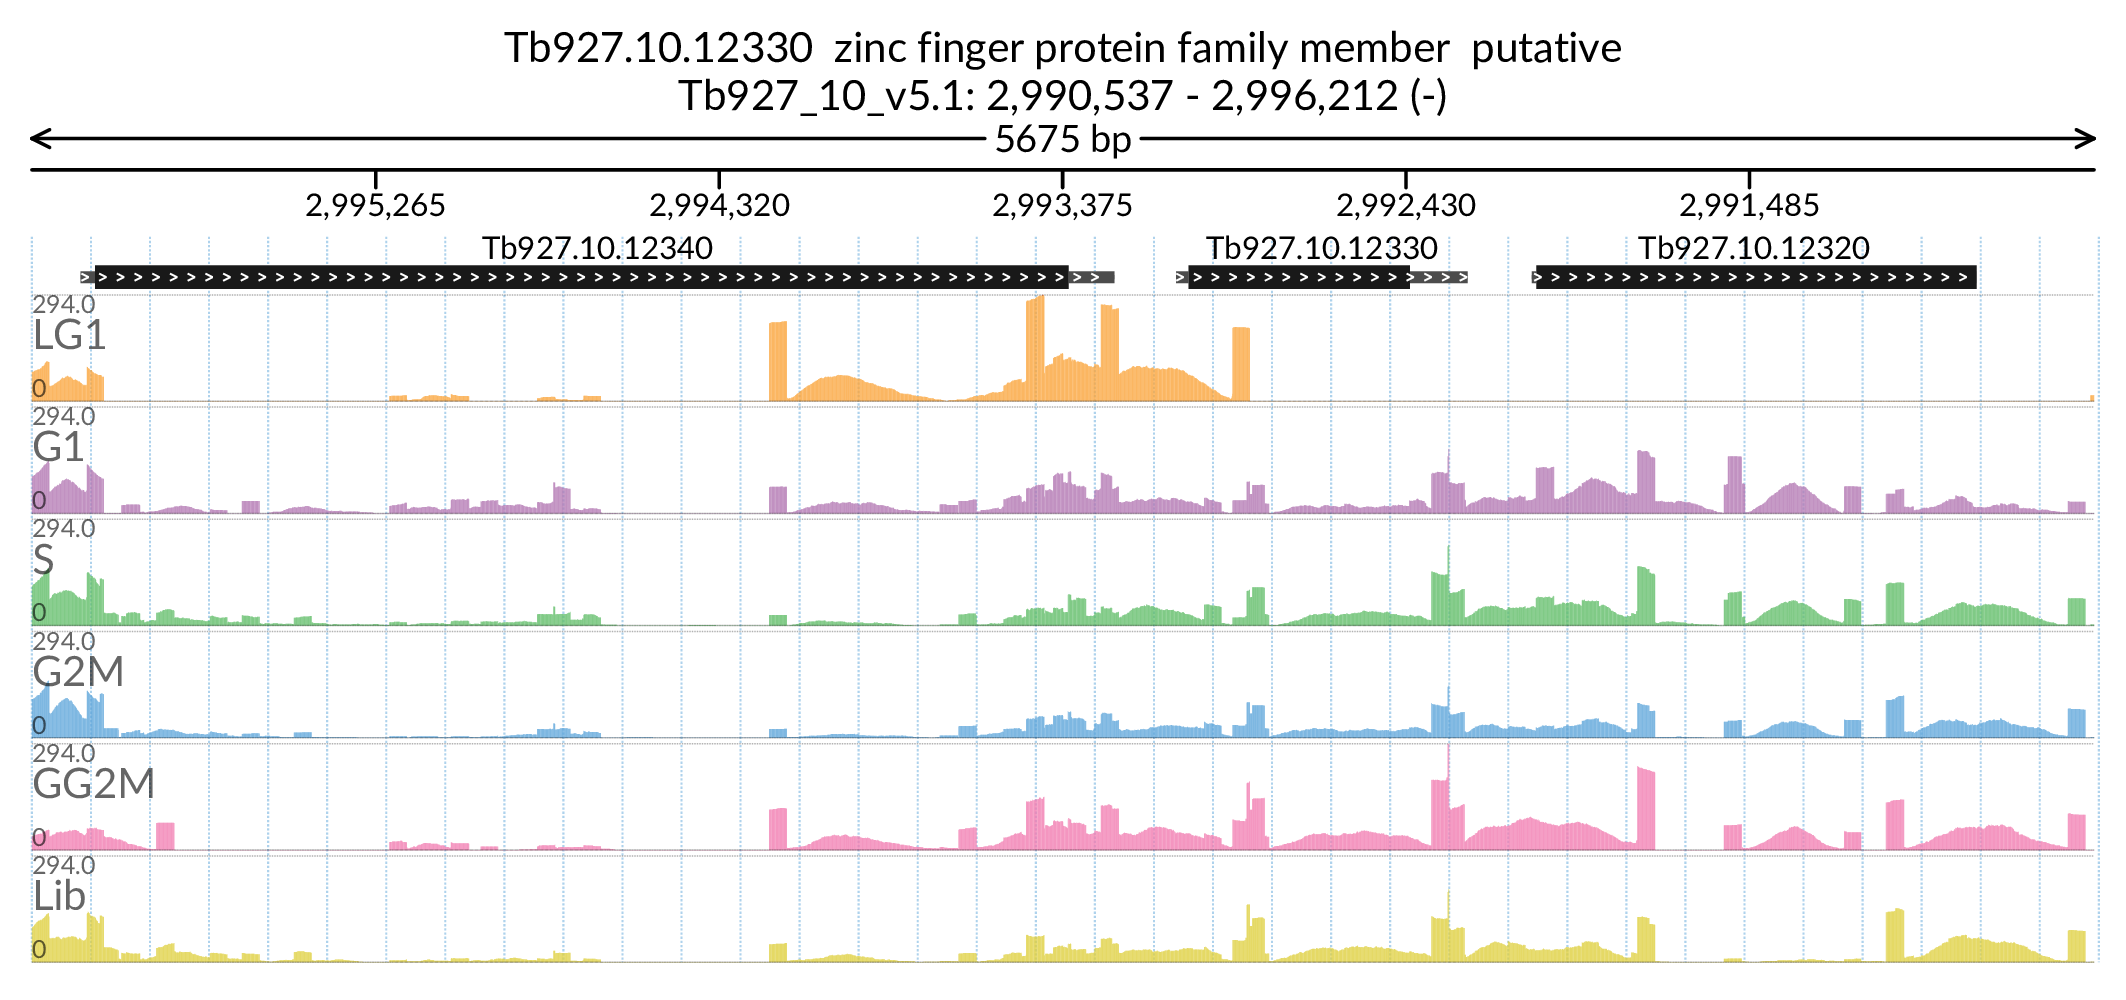 Tb927.10.12330 zinc finger protein family member putative
Tb927_10_v5.1: 2,990,537 - 2,996,212 (-)
5675 bp
2,995,265 2,994,320 2,993,375 2,992,430 2,991,485
Tb927.10.12340 Tb927.10.12330 Tb927.10.12320
294.0
LG1
0
294.0
G1
0
294.0
S
0
294.0
G2M
0
294.0
GG2M
0
294.0
Lib
0